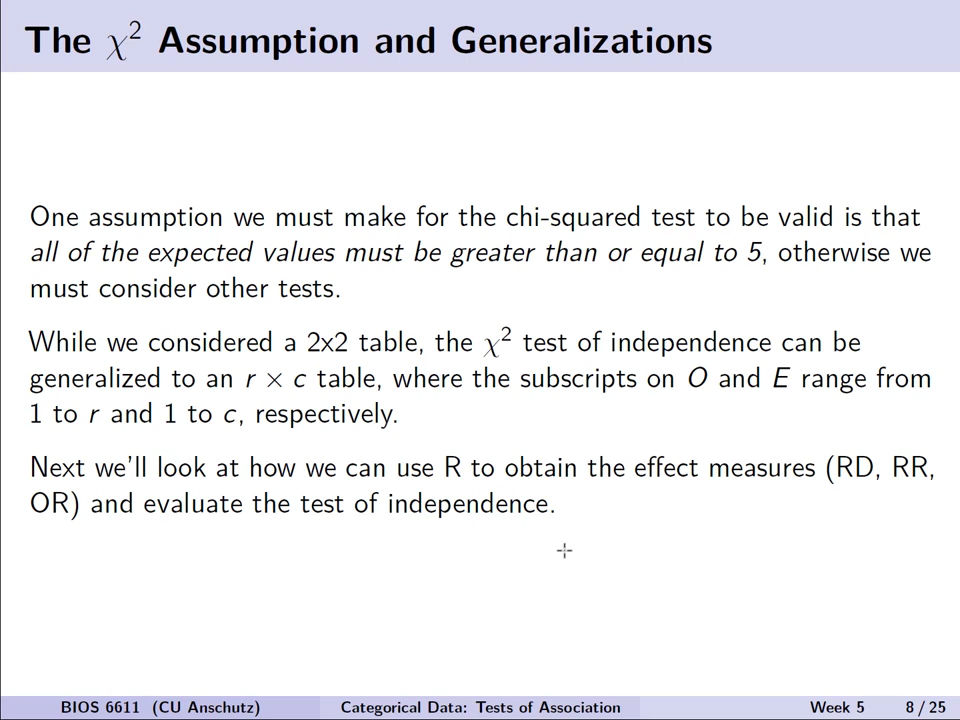 The χ² Assumption and Generalizations
One assumption we must make for the chi-squared test to be valid is that
all of the expected values must be greater than or equal to 5, otherwise we
must consider other tests.
While we considered a 2x2 table, the χ² test of independence can be
generalized to an r × c table, where the subscripts on O and E range from
1 to r and 1 to c, respectively.
Next we'll look at how we can use R to obtain the effect measures (RD, RR,
OR) and evaluate the test of independence.
BIOS 6611 (CU Anschutz) Categorical Data: Tests of Association Week 5 8 / 25